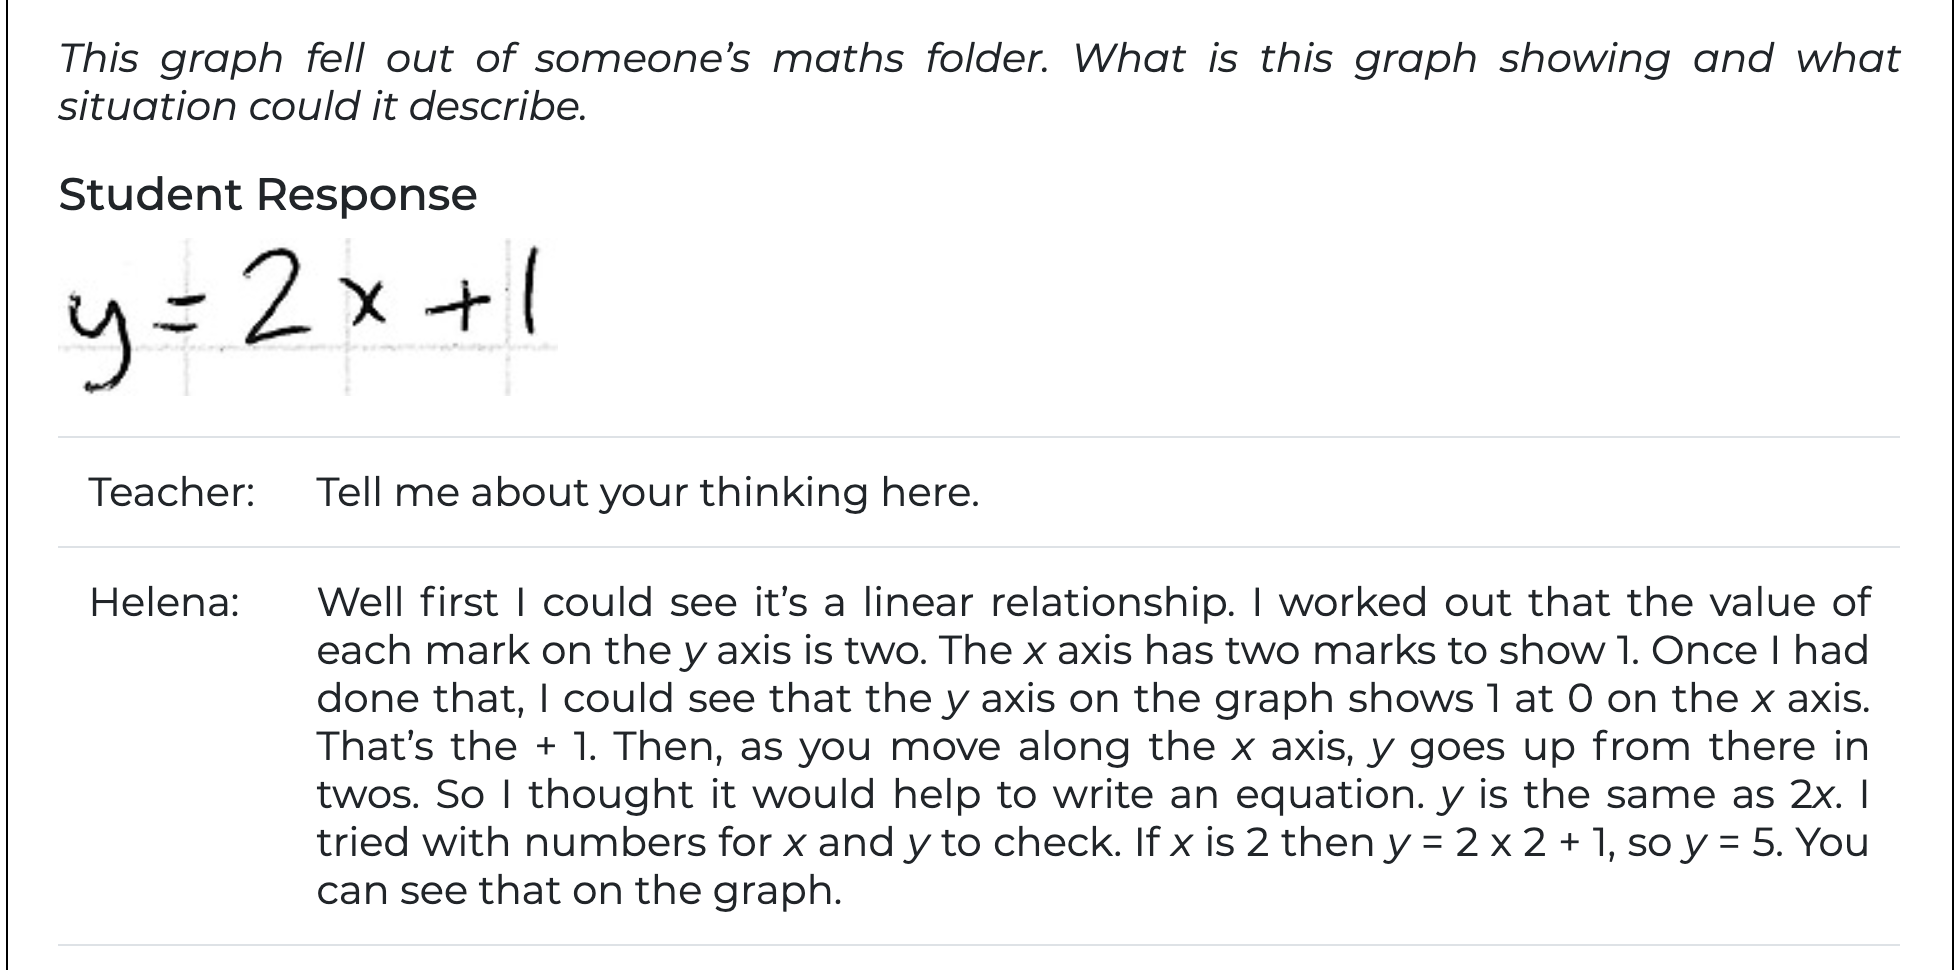 This graph fell out of someone's maths folder. What is this graph showing and what
situation could it describe.
Student Response
y = 2x + 1
Teacher: Tell me about your thinking here.
Helena: Well first I could see it's a linear relationship. I worked out that the value of
each mark on the y axis is two. The x axis has two marks to show 1. Once I had
done that, I could see that the y axis on the graph shows 1 at 0 on the x axis.
That's the + 1. Then, as you move along the x axis, y goes up from there in
twos. So I thought it would help to write an equation. y is the same as 2x. I
tried with numbers for x and y to check. If x is 2 then y = 2 x 2 + 1, so y = 5. You
can see that on the graph.